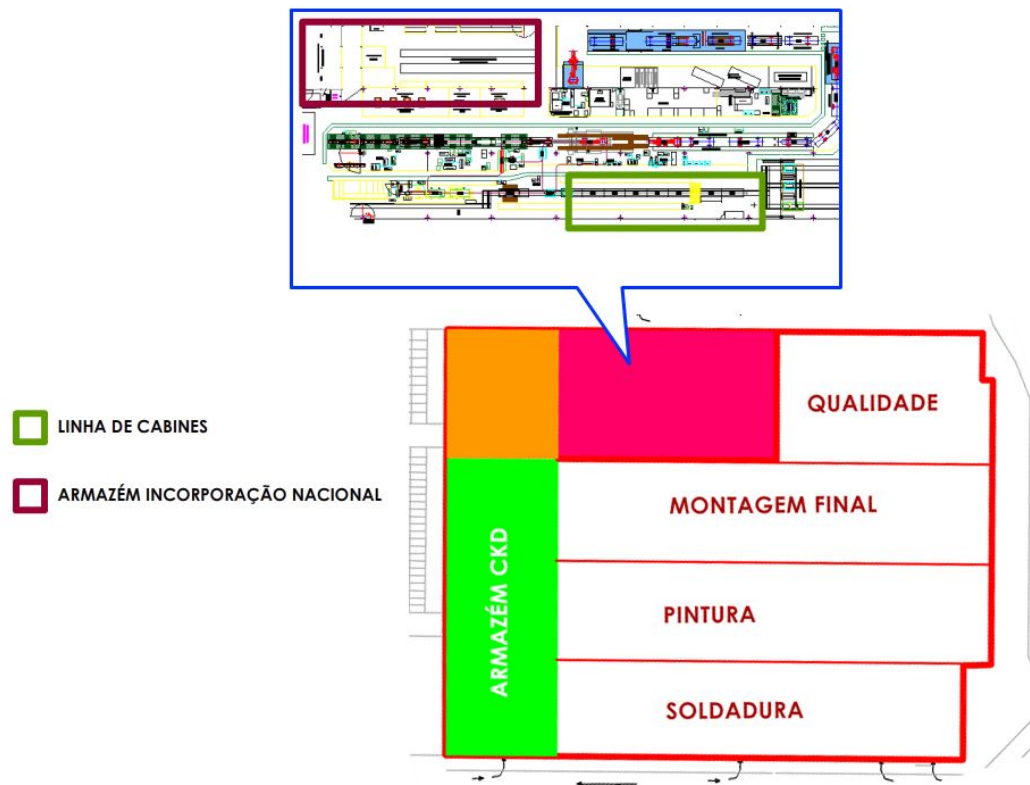 LINHA DE CABINES
ARMAZÉM INCORPORAÇÃO NACIONAL
QUALIDADE
MONTAGEM FINAL
ARMAZÉM CKD
PINTURA
SOLDADURA